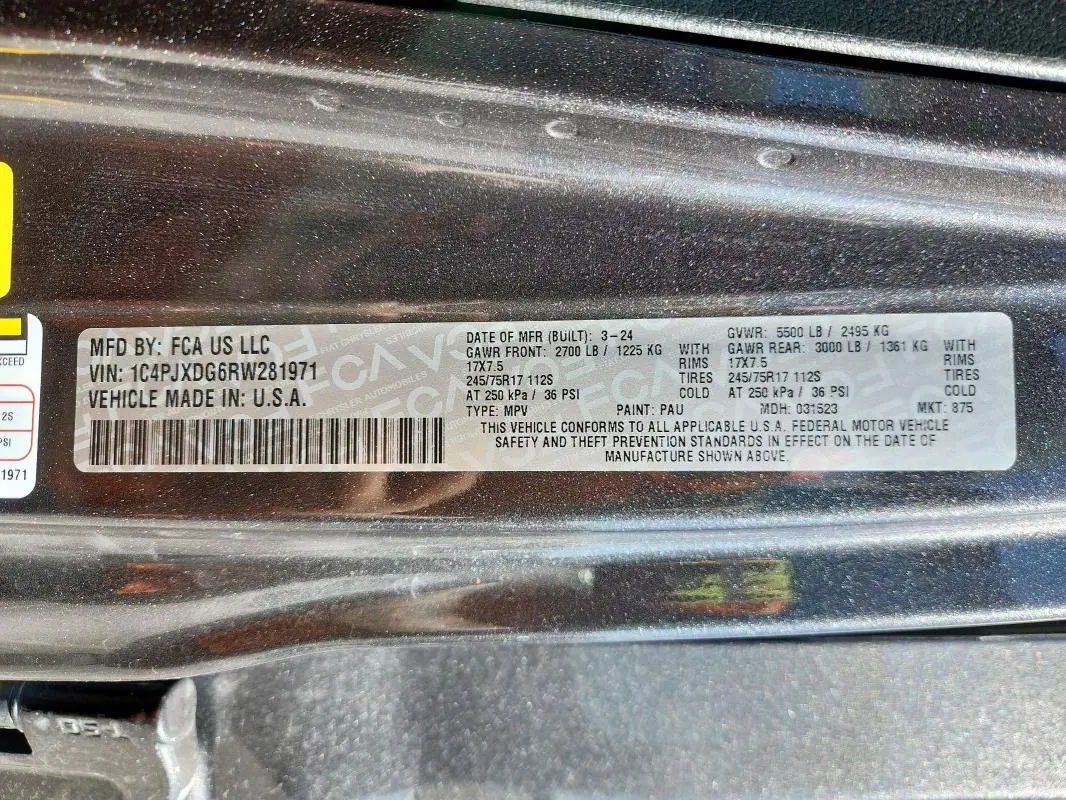 MFD BY: FCA US LLC
VIN: 1C4PJXDG6RW281971
VEHICLE MADE IN: U.S.A.
DATE OF MFR (BUILT): 3-24 GVWR: 5500 LB / 2495 KG
GAWR FRONT: 2700 LB / 1225 KG WITH GAWR REAR: 3000 LB / 1361 KG WITH
17X7.5 RIMS 17X7.5 RIMS
245/75R17 112S TIRES 245/75R17 112S TIRES
AT 250 kPa / 36 PSI COLD AT 250 kPa / 36 PSI COLD
TYPE: MPV PAINT: PAU MDH: 031523 MKT: 875
THIS VEHICLE CONFORMS TO ALL APPLICABLE U.S.A. FEDERAL MOTOR VEHICLE
SAFETY AND THEFT PREVENTION STANDARDS IN EFFECT ON THE DATE OF
MANUFACTURE SHOWN ABOVE.
EXCEED
2S
PSI
1971